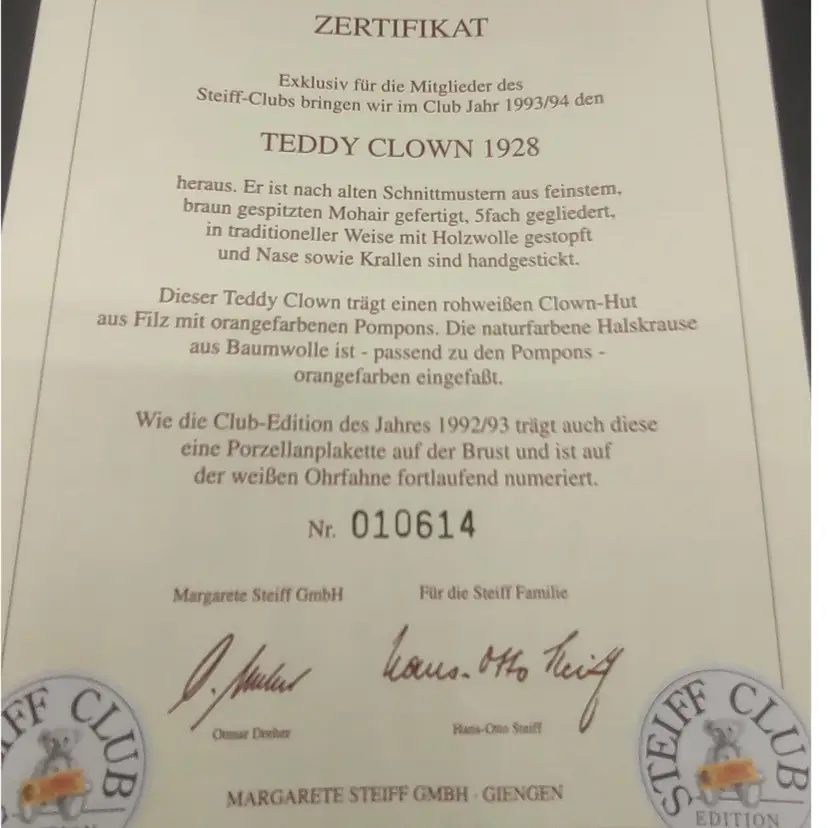 ZERTIFIKAT
Exklusiv für die Mitglieder des
Steiff-Clubs bringen wir im Club Jahr 1993/94 den
TEDDY CLOWN 1928
heraus. Er ist nach alten Schnittmustern aus feinstem,
braun gespitzten Mohair gefertigt, 5fach gegliedert,
in traditioneller Weise mit Holzwolle gestopft
und Nase sowie Krallen sind handgestickt.
Dieser Teddy Clown trägt einen rohweißen Clown-Hut
aus Filz mit orangefarbenen Pompons. Die naturfarbene Halskrause
aus Baumwolle ist - passend zu den Pompons -
orangefarben eingefaßt.
Wie die Club-Edition des Jahres 1992/93 trägt auch diese
eine Porzellanplakette auf der Brust und ist auf
der weißen Ohrfahne fortlaufend numeriert.
Nr. 010614
Margarete Steiff GmbH Für die Steiff Familie
Hans-Otto Steiff
Hans-Otto Steiff
MARGARETE STEIFF GMBH · GIENGEN
IFF CLUB
STEIFF CLUB
EDITION